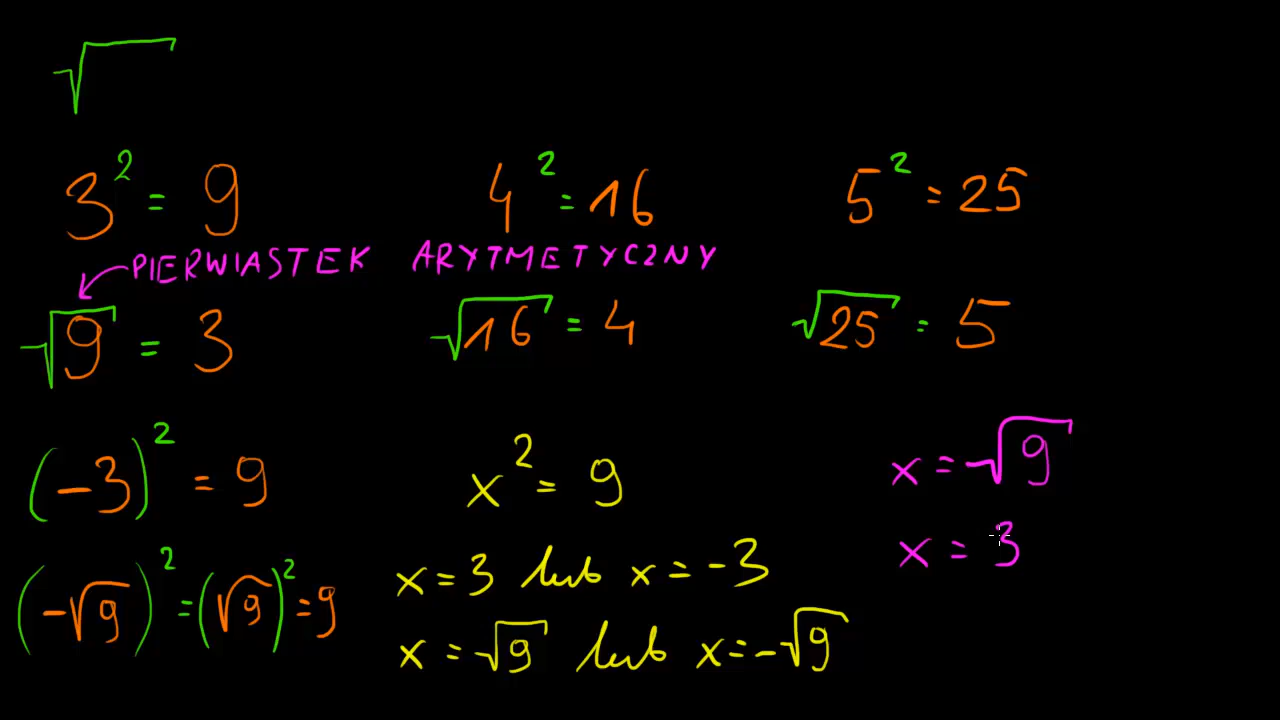 √
3² = 9 4² = 16 5² = 25
PIERWIASTEK ARYTMETYCZNY
√9 = 3 √16 = 4 √25 = 5
(-3)² = 9 x² = 9 x = √9
x = 3 lub x = -3 x = 3
(-√9)² = (√9)² = 9 x = √9 lub x = -√9